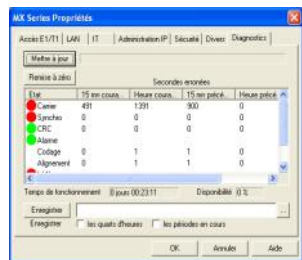 MX Series Propriétés
Accès E1/T1 LAN IT Administration IP Sécurité Divers Diagnostics
Mettre à jour
Remise à zéro Secondes erronées
Etat 15 mn coura... Heure coura... 15 mn précé... Heure précé
Carrier 491 1391 900 0
Synchro 0 0 0 0
CRC 0 0 0 0
Alarme
Codage 0 1 1 0
Alignement 0 1 1 0
Temps de fonctionnement 0 jours 00:23:11 Disponibilité 0 %
Enregistrer ...
Enregistrer les quarts d'heures les périodes en cours
OK Annuler Aide